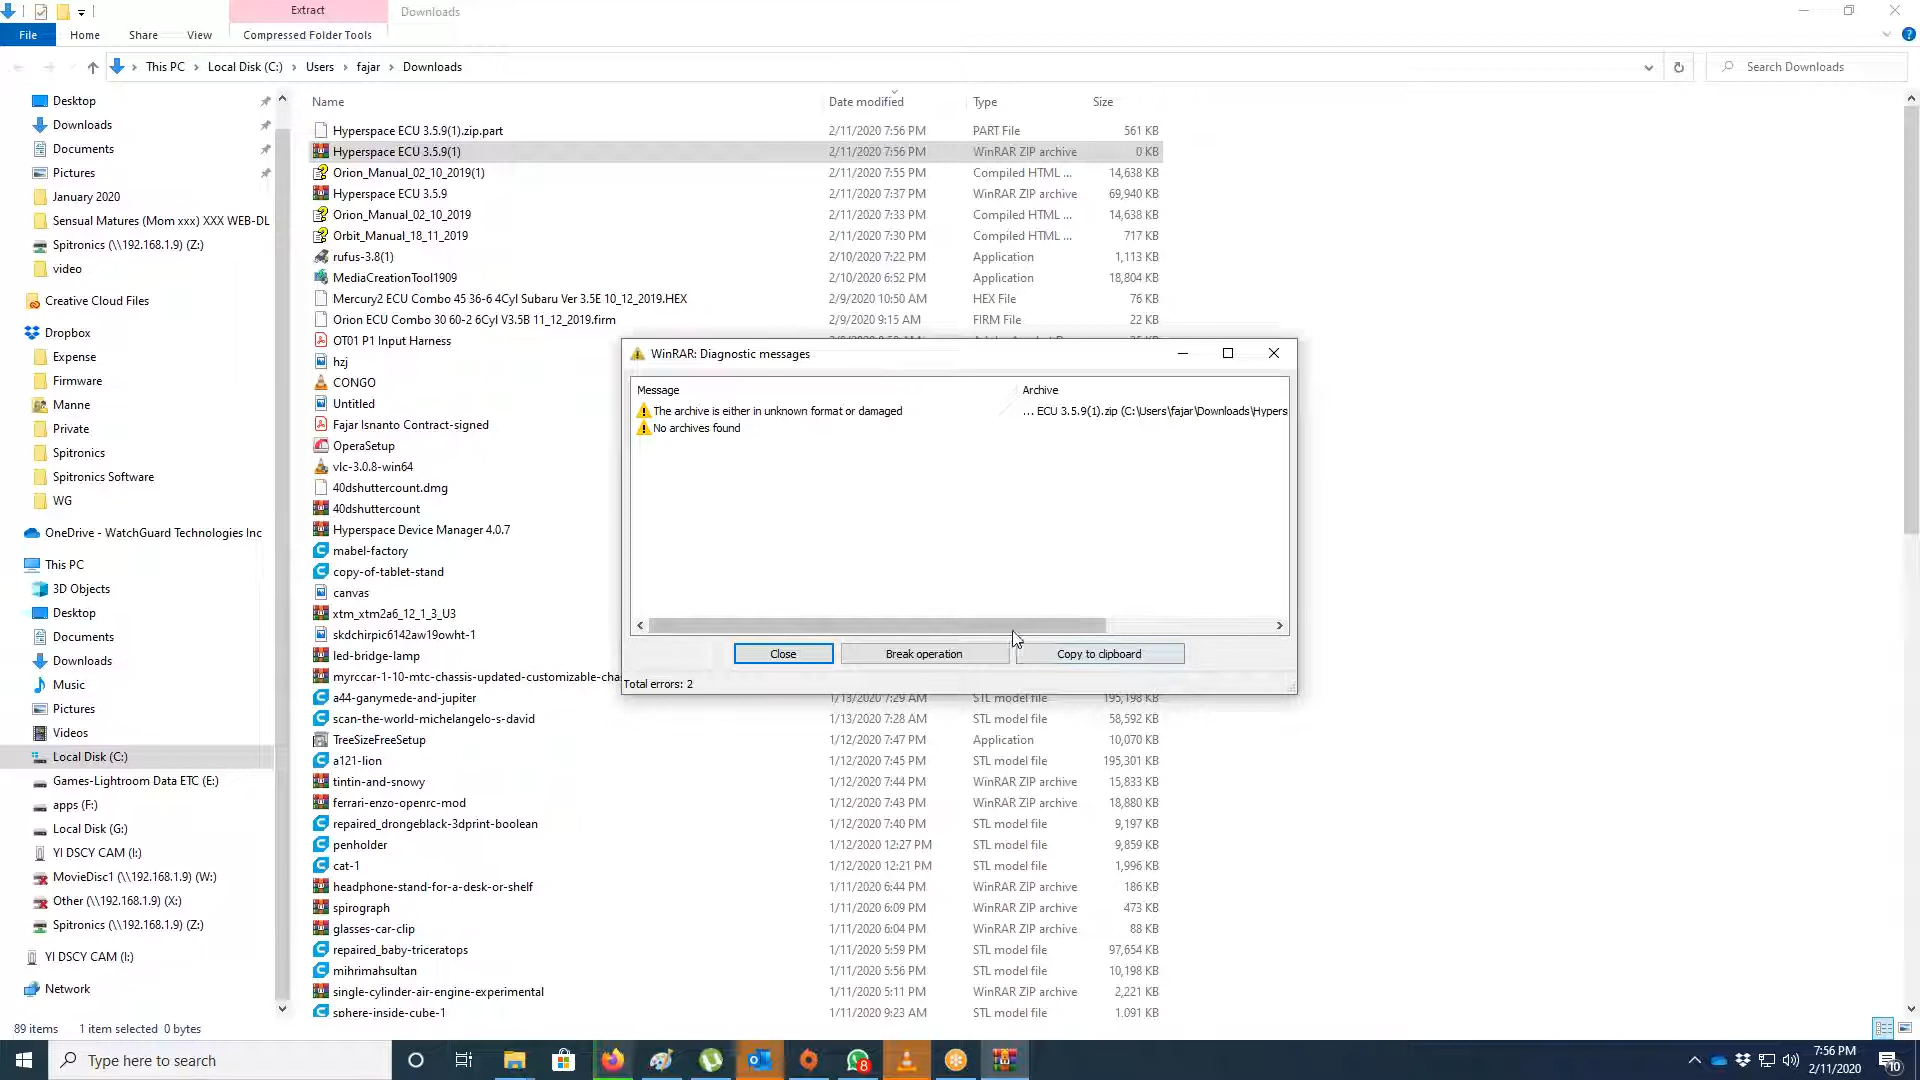 Extract
Downloads
File
Home
Share
View
Compressed Folder Tools
This PC
Local Disk (C:)
Users
fajar
Downloads
Search Downloads
Desktop
Downloads
Documents
Pictures
January 2020
Sensual Matures (Mom xxx) XXX WEB-DL
Spitronics (\\192.168.1.9) (Z:)
video
Creative Cloud Files
Dropbox
Expense
Firmware
Manne
Private
Spitronics
Spitronics Software
WG
OneDrive - WatchGuard Technologies Inc
This PC
3D Objects
Desktop
Documents
Downloads
Music
Pictures
Videos
Local Disk (C:)
Games-Lightroom Data ETC (E:)
apps (F:)
Local Disk (G:)
YI DSCY CAM (I:)
MovieDisc1 (\\192.168.1.9) (W:)
Other (\\192.168.1.9) (X:)
Spitronics (\\192.168.1.9) (Z:)
YI DSCY CAM (I:)
Network
Name Date modified Type Size
Hyperspace ECU 3.5.9(1).zip.part 2/11/2020 7:56 PM PART File 561 KB
Hyperspace ECU 3.5.9(1) 2/11/2020 7:56 PM WinRAR ZIP archive 0 KB
Orion_Manual_02_10_2019(1) 2/11/2020 7:55 PM Compiled HTML ... 14,638 KB
Hyperspace ECU 3.5.9 2/11/2020 7:37 PM WinRAR ZIP archive 69,940 KB
Orion_Manual_02_10_2019 2/11/2020 7:33 PM Compiled HTML ... 14,638 KB
Orbit_Manual_18_11_2019 2/11/2020 7:30 PM Compiled HTML ... 717 KB
rufus-3.8(1) 2/10/2020 7:22 PM Application 1,113 KB
MediaCreationTool1909 2/10/2020 6:52 PM Application 18,804 KB
Mercury2 ECU Combo 45 36-6 4Cyl Subaru Ver 3.5E 10_12_2019.HEX 2/9/2020 10:50 AM HEX File 76 KB
Orion ECU Combo 30 60-2 6Cyl V3.5B 11_12_2019.firm 2/9/2020 9:15 AM FIRM File 22 KB
OT01 P1 Input Harness
hzj
CONGO
Untitled
Fajar Isnanto Contract-signed
OperaSetup
vlc-3.0.8-win64
40dshuttercount.dmg
40dshuttercount
Hyperspace Device Manager 4.0.7
mabel-factory
copy-of-tablet-stand
canvas
xtm_xtm2a6_12_1_3_U3
skdchirpic6142aw19owht-1
led-bridge-lamp
myrccar-1-10-mtc-chassis-updated-customizable-cha
a44-ganymede-and-jupiter 1/13/2020 7:29 AM STL model file 195,198 KB
scan-the-world-michelangelo-s-david 1/13/2020 7:28 AM STL model file 58,592 KB
TreeSizeFreeSetup 1/12/2020 7:47 PM Application 10,070 KB
a121-lion 1/12/2020 7:45 PM STL model file 195,301 KB
tintin-and-snowy 1/12/2020 7:44 PM WinRAR ZIP archive 15,833 KB
ferrari-enzo-openrc-mod 1/12/2020 7:43 PM WinRAR ZIP archive 18,880 KB
repaired_drongeblack-3dprint-boolean 1/12/2020 7:40 PM STL model file 9,197 KB
penholder 1/12/2020 12:27 PM STL model file 9,859 KB
cat-1 1/12/2020 12:21 PM STL model file 1,996 KB
headphone-stand-for-a-desk-or-shelf 1/11/2020 6:44 PM WinRAR ZIP archive 186 KB
spirograph 1/11/2020 6:09 PM WinRAR ZIP archive 473 KB
glasses-car-clip 1/11/2020 6:04 PM WinRAR ZIP archive 88 KB
repaired_baby-triceratops 1/11/2020 5:59 PM STL model file 97,654 KB
mihrimahsultan 1/11/2020 5:56 PM STL model file 10,198 KB
single-cylinder-air-engine-experimental 1/11/2020 5:11 PM WinRAR ZIP archive 2,221 KB
sphere-inside-cube-1 1/11/2020 9:23 AM STL model file 1.091 KB
WinRAR: Diagnostic messages
Message Archive
The archive is either in unknown format or damaged ... ECU 3.5.9(1).zip (C:\Users\fajar\Downloads\Hypers
No archives found
Close
Break operation
Copy to clipboard
Total errors: 2
89 items 1 item selected 0 bytes
Type here to search
8
7:56 PM
2/11/2020
10